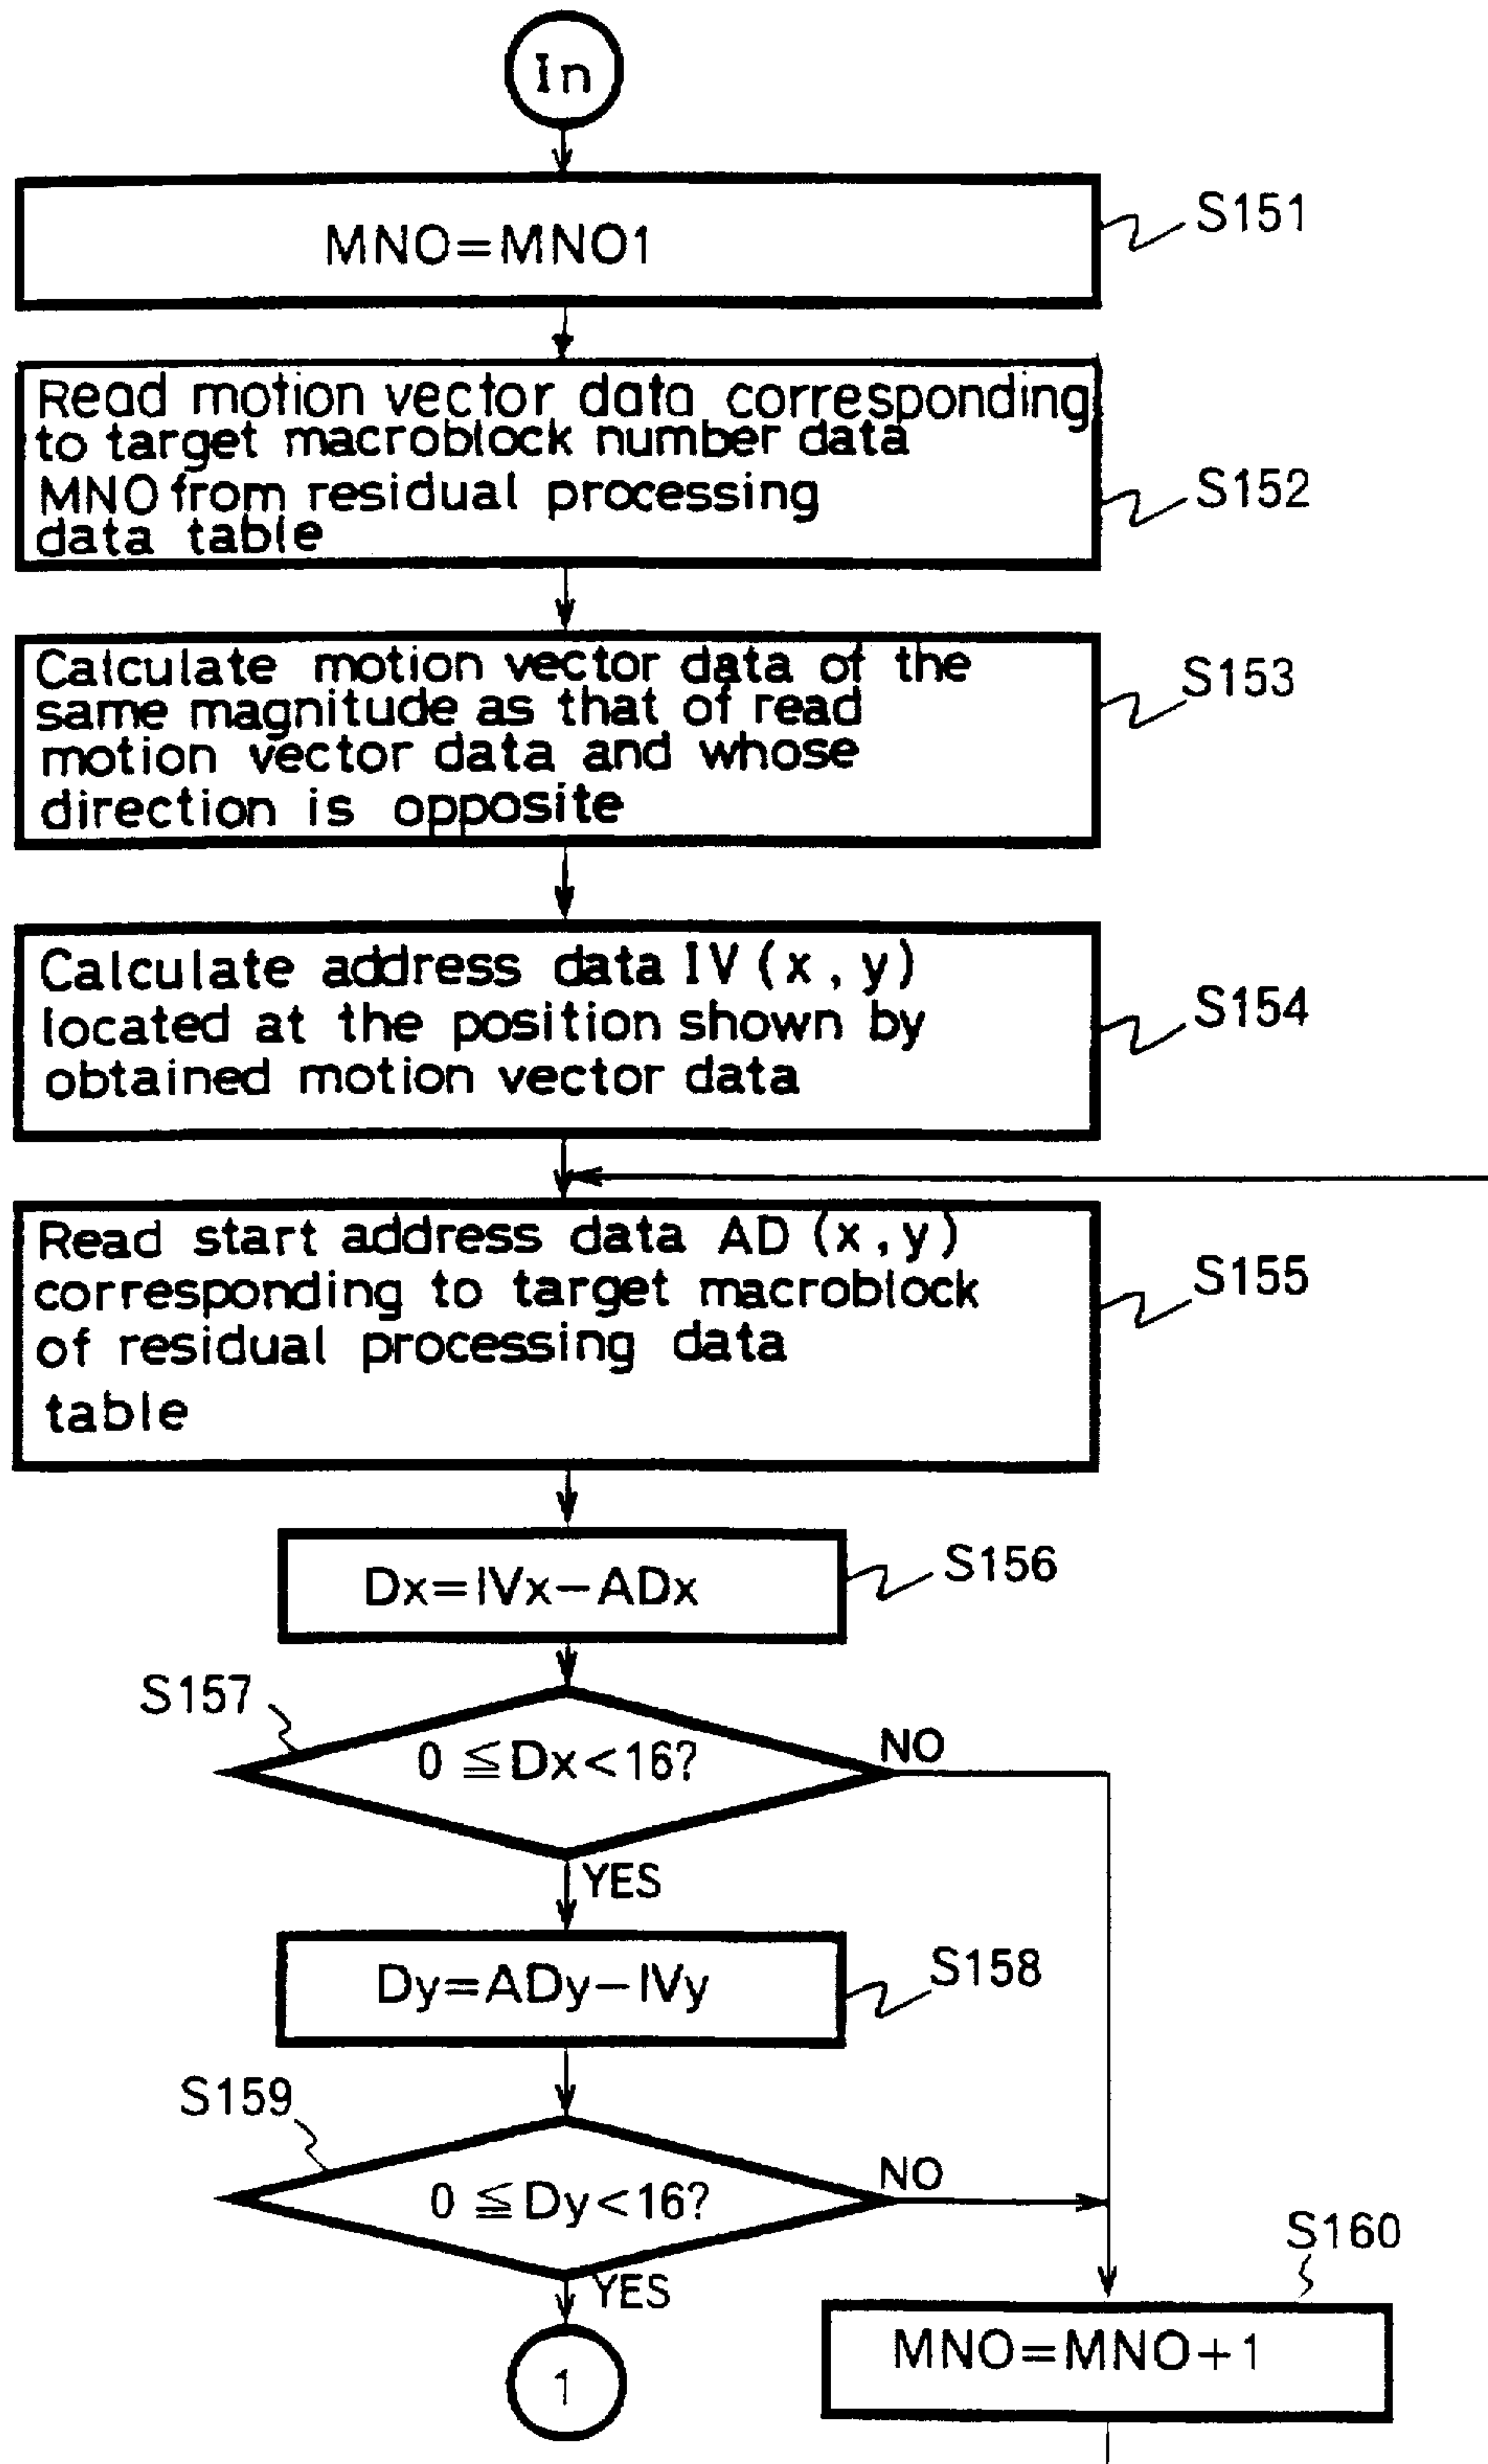 In
MNO=MNO1
S151
Read motion vector data corresponding
to target macroblock number data
MNO from residual processing
data table
S152
Calculate motion vector data of the
same magnitude as that of read
motion vector data and whose
direction is opposite
S153
Calculate address data IV(x,y)
located at the position shown by
obtained motion vector data
S154
Read start address data AD(x,y)
corresponding to target macroblock
of residual processing data
table
S155
Dx=IVx-ADx
S156
S157
0≦Dx<16?
NO
YES
Dy=ADy-IVy
S158
S159
0≦Dy<16?
NO
YES
S160
MNO=MNO+1
1